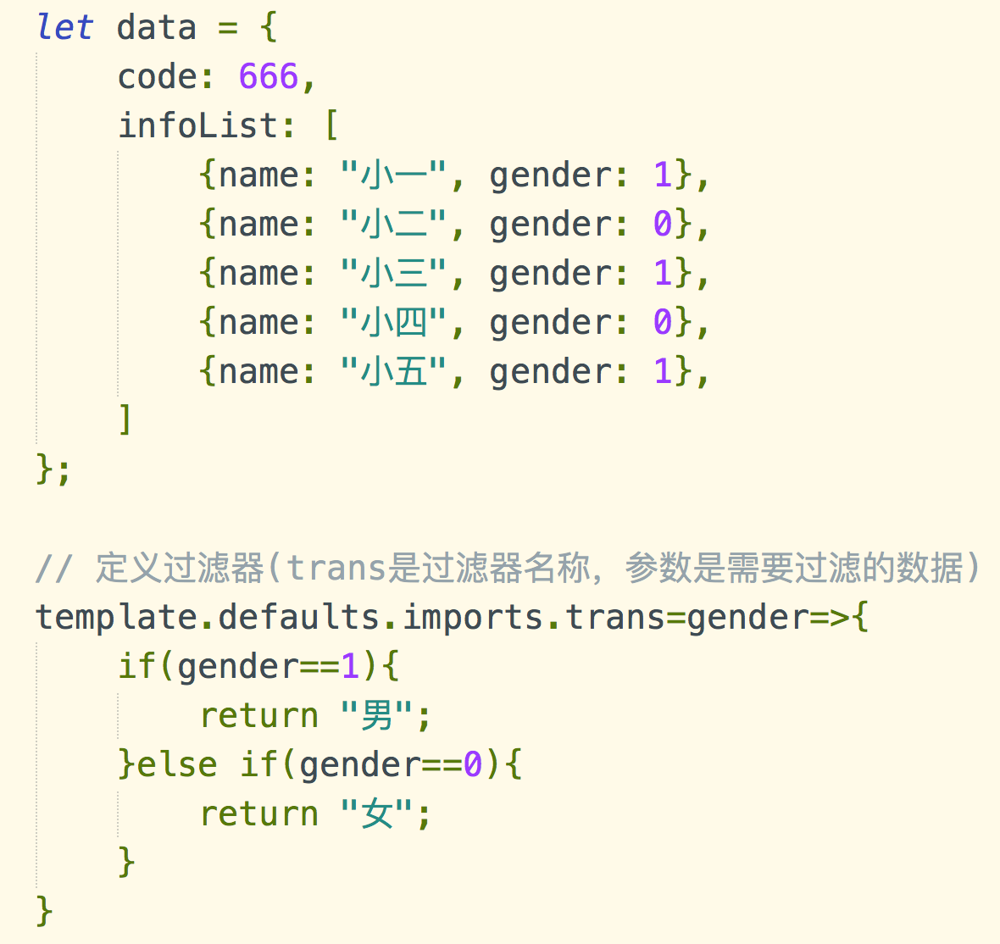 let data = {
    code: 666,
    infoList: [
        {name: "小一", gender: 1},
        {name: "小二", gender: 0},
        {name: "小三", gender: 1},
        {name: "小四", gender: 0},
        {name: "小五", gender: 1},
    ]
};
// 定义过滤器(trans是过滤器名称，参数是需要过滤的数据)
template.defaults.imports.trans=gender=>{
    if(gender==1){
        return "男";
    }else if(gender==0){
        return "女";
    }
}